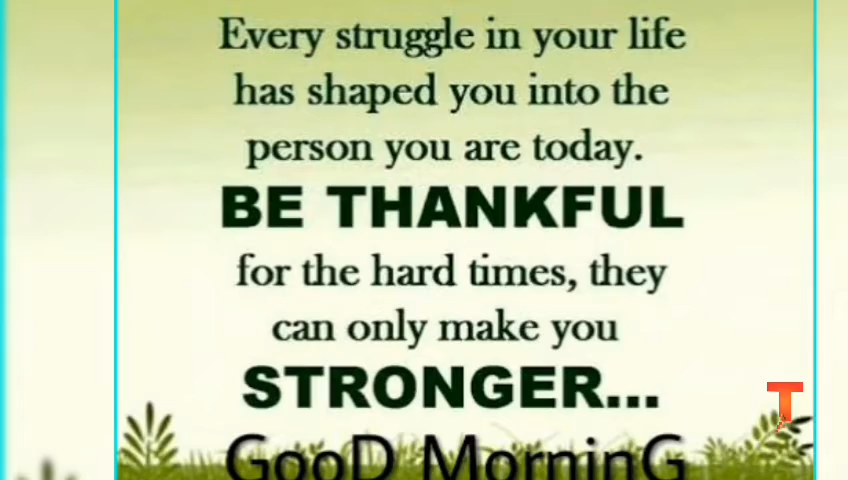 Every struggle in your life
has shaped you into the
person you are today.
BE THANKFUL
for the hard times, they
can only make you
STRONGER...
T
GooD MorninG